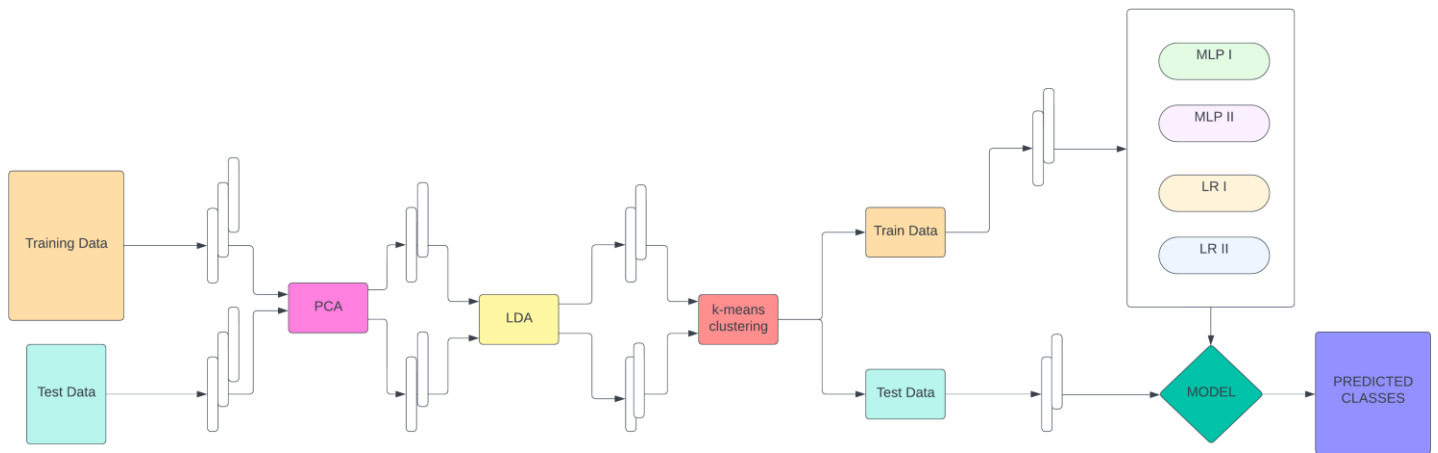 Training Data
Test Data
PCA
LDA
k-means
clustering
Train Data
Test Data
MLP I
MLP II
LR I
LR II
MODEL
PREDICTED
CLASSES